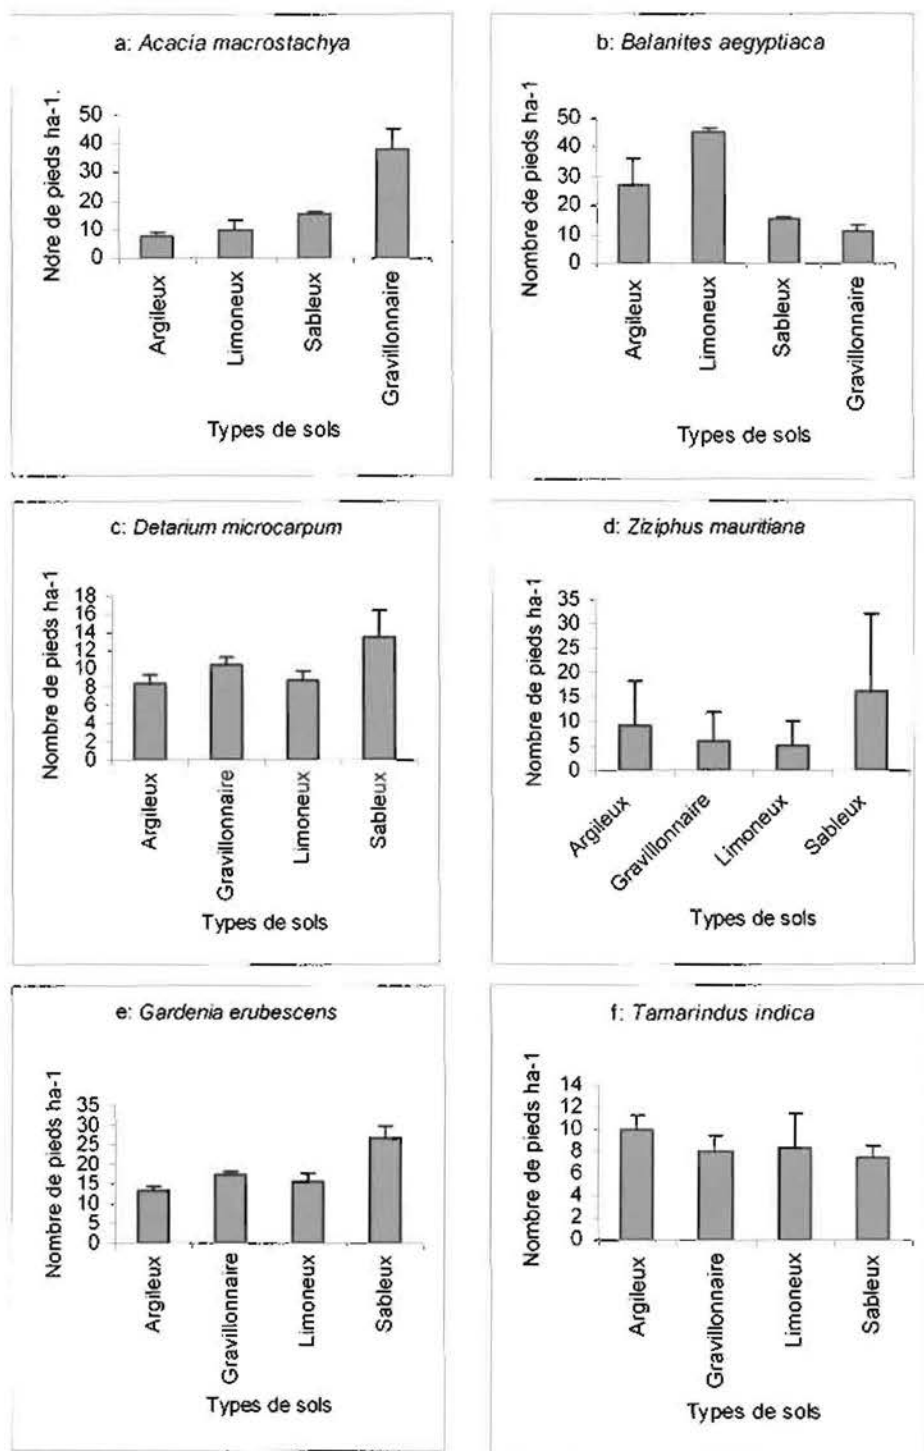 a: Acacia macrostachya
Ndre de pieds ha-1.
50
40
30
20
10
0
Argileux
Limoneux
Sableux
Gravillonnaire
Types de sols
b: Balanites aegyptiaca
Nombre de pieds ha-1
50
40
30
20
10
0
Argileux
Limoneux
Sableux
Gravillonnaire
Types de sols
c: Detarium microcarpum
Nombre de pieds ha-1
18
16
14
12
10
8
6
4
2
0
Argileux
Gravillonnaire
Limoneux
Sableux
Types de sols
d: Ziziphus mauritiana
Nombre de pieds ha-1
35
30
25
20
15
10
5
0
Argileux
Gravillonnaire
Limoneux
Sableux
Types de sols
e: Gardenia erubescens
Nombre de pieds ha-1
35
30
25
20
15
10
5
0
Argileux
Gravillonnaire
Limoneux
Sableux
Types de sols
f: Tamarindus indica
Nombre de pieds ha-1
14
12
10
8
6
4
2
0
Argileux
Gravillonnaire
Limoneux
Sableux
Types de sols